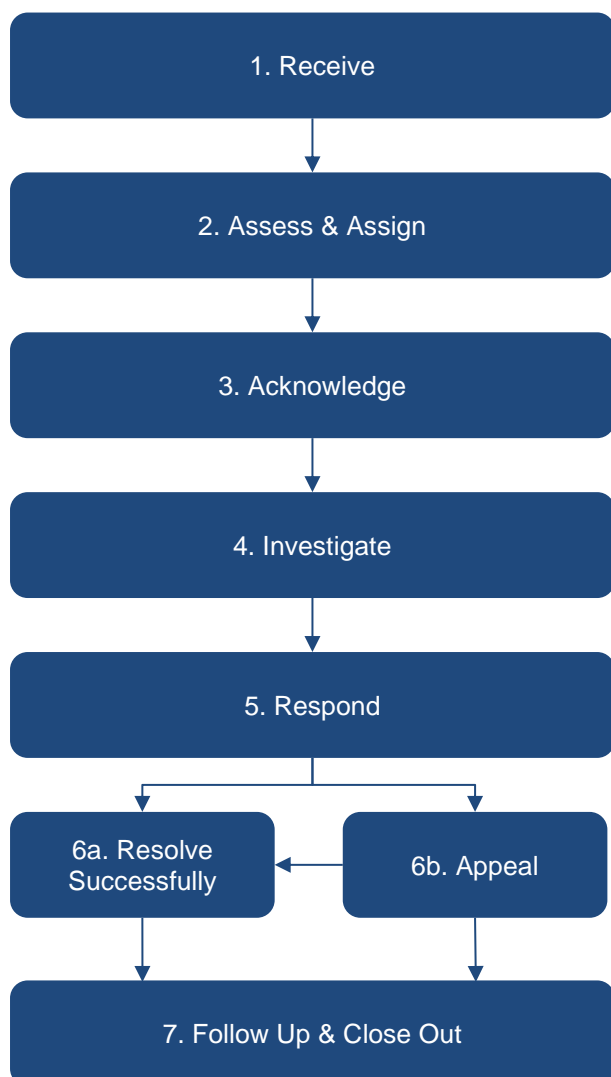 1. Receive
2. Assess & Assign
3. Acknowledge
4. Investigate
5. Respond
6a. Resolve
Successfully
6b. Appeal
7. Follow Up & Close Out